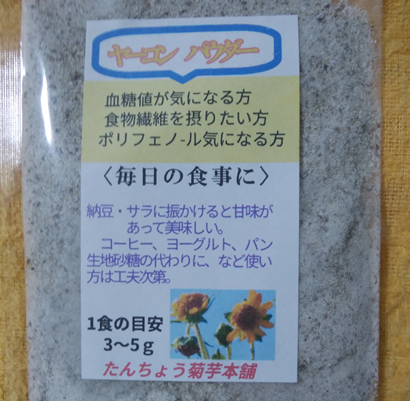 ヤーコン パウダー
血糖値が気になる方
食物繊維を摂りたい方
ポリフェノ-ル気になる方
〈毎日の食事に〉
納豆・サラに振かけると甘味が
あって美味しい。
コーヒー、ヨーグルト、パン
生地砂糖の代わりに、など使い
方は工夫次第。
1食の目安
3～5g
たんちょう菊芋本舗